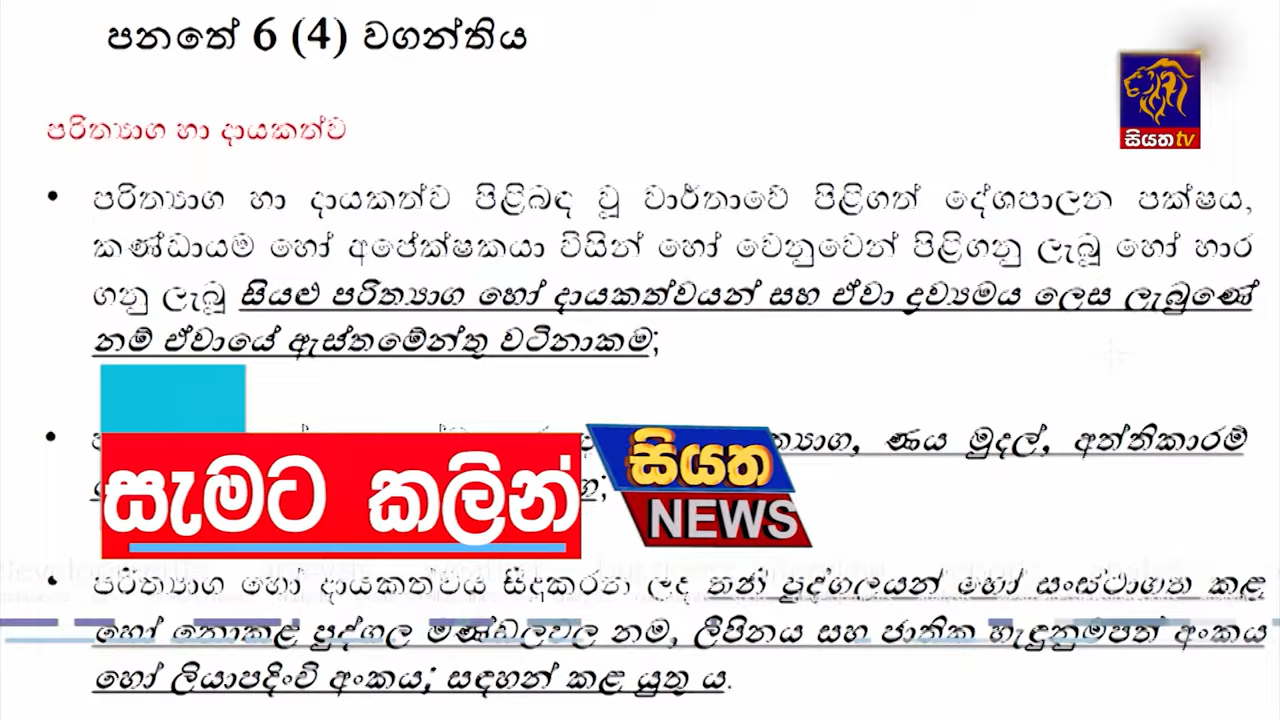 පනතේ 6 (4) වගන්තිය
සියත tv
පරිත්‍යාග හා දායකත්ව
• පරිත්‍යාග හා දායකත්ව පිළිබඳ වූ වාර්තාවේ පිළිගත් දේශපාලන පක්ෂය,
කණ්ඩායම හෝ අපේක්ෂකයා විසින් හෝ වෙනුවෙන් පිළිගනු ලැබූ හෝ භාර
ගනු ලැබූ සියළු පරිත්‍යාග හෝ දායකත්වයන් සහ ඒවා ද්‍රව්‍යමය ලෙස ලැබුණේ
නම් ඒවායේ ඇස්තමේන්තු වටිනාකම;
• ණය මුදල්, අත්තිකාරම්
සියත
සැමට කලින්
NEWS
• පරිත්‍යාග හෝ දායකත්වය සිදුකරන ලද තනි පුද්ගලයන් හෝ සංස්ථාගත කළ
හෝ නොකළ පුද්ගල මණ්ඩලවල නම, ලිපිනය සහ ජාතික හැඳුනුම්පත් අංකය
හෝ ලියාපදිංචි අංකය; සඳහන් කළ යුතු ය.